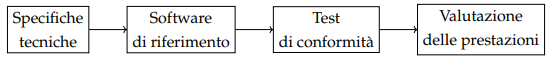 Specifiche
tecniche
Software
di riferimento
Test
di conformità
Valutazione
delle prestazioni